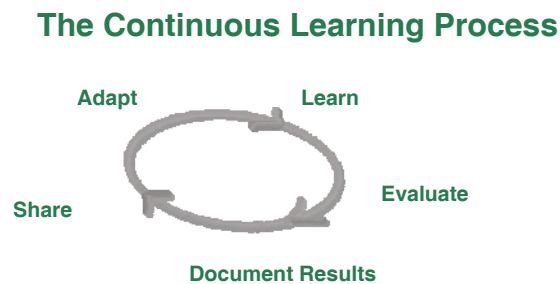 The Continuous Learning Process
Adapt
Learn
Share
Evaluate
Document Results